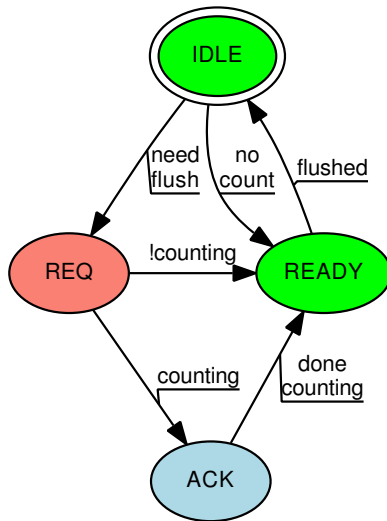 IDLE
need
flush
no
count
flushed
REQ
!counting
READY
counting
done
counting
ACK